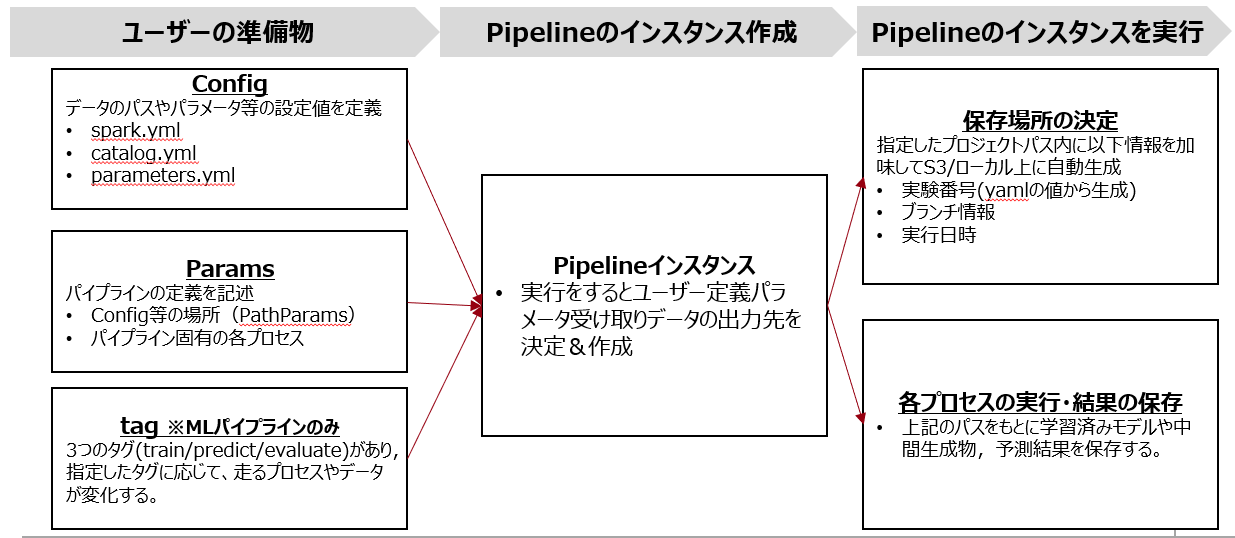 ユーザーの準備物
Pipelineのインスタンス作成
Pipelineのインスタンスを実行
Config
データのパスやパラメータ等の設定値を定義
• spark.yml
• catalog.yml
• parameters.yml
Params
パイプラインの定義を記述
• Config等の場所（PathParams）
• パイプライン固有の各プロセス
tag ※MLパイプラインのみ
3つのタグ(train/predict/evaluate)があり,
指定したタグに応じて、走るプロセスやデータ
が変化する。
Pipelineインスタンス
• 実行をするとユーザー定義パラ
メータ受け取りデータの出力先を
決定＆作成
保存場所の決定
指定したプロジェクトパス内に以下情報を加
味してS3/ローカル上に自動生成
• 実験番号(yamlの値から生成)
• ブランチ情報
• 実行日時
各プロセスの実行・結果の保存
• 上記のパスをもとに学習済みモデルや中
間生成物，予測結果を保存する。